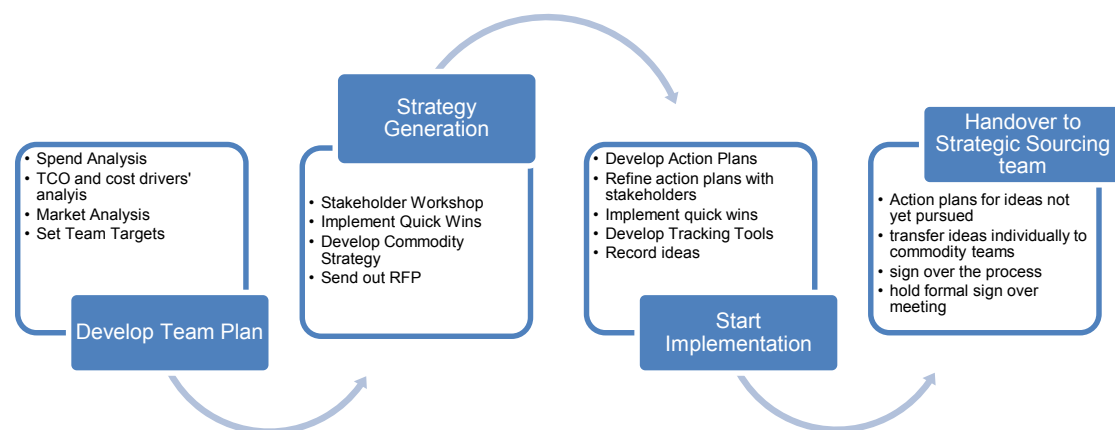 • Spend Analysis
• TCO and cost drivers'
analyis
• Market Analysis
• Set Team Targets
Develop Team Plan
Strategy
Generation
• Stakeholder Workshop
• Implement Quick Wins
• Develop Commodity
Strategy
• Send out RFP
• Develop Action Plans
• Refine action plans with
stakeholders
• Implement quick wins
• Develop Tracking Tools
• Record ideas
Start
Implementation
Handover to
Strategic Sourcing
team
• Action plans for ideas not
yet pursued
• transfer ideas individually to
commodity teams
• sign over the process
• hold formal sign over
meeting